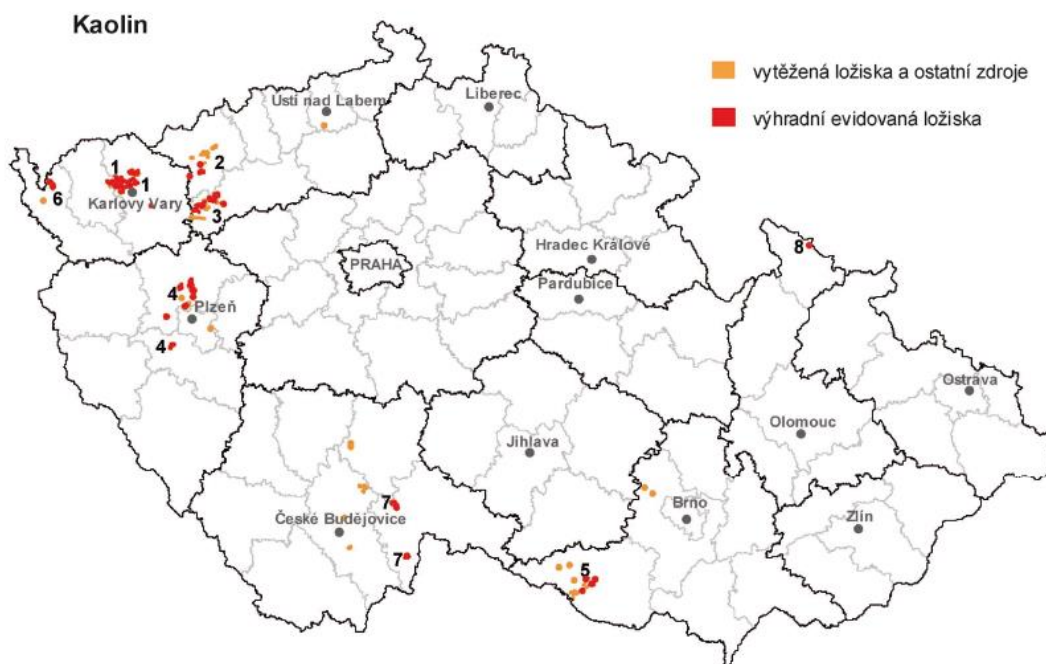 Kaolin
vytěžená ložiska a ostatní zdroje
výhradní evidovaná ložiska
Ústí nad Labem
Liberec
1
2
1
6
Karlovy Vary
3
Hradec Králové
8
PRAHA
4
Pardubice
Plzeň
4
Ostrava
Olomouc
Jihlava
7
Brno
České Budějovice
Zlín
7
5